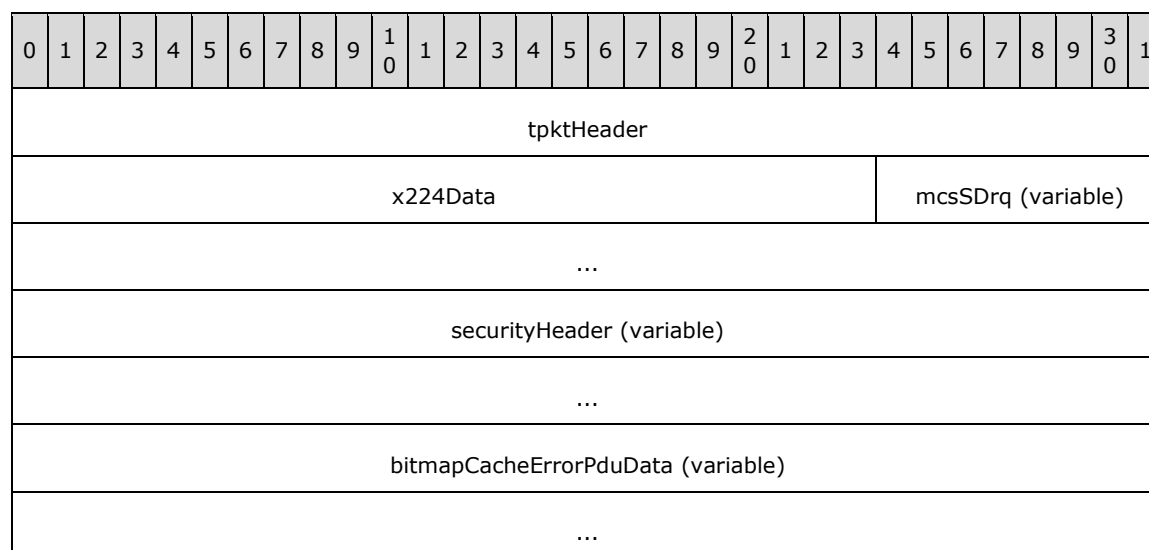 0 1 2 3 4 5 6 7 8 9 1 0 1 2 3 4 5 6 7 8 9 2 0 1 2 3 4 5 6 7 8 9 3 0 1
tpktHeader
x224Data mcsSDrq (variable)
...
securityHeader (variable)
...
bitmapCacheErrorPduData (variable)
...